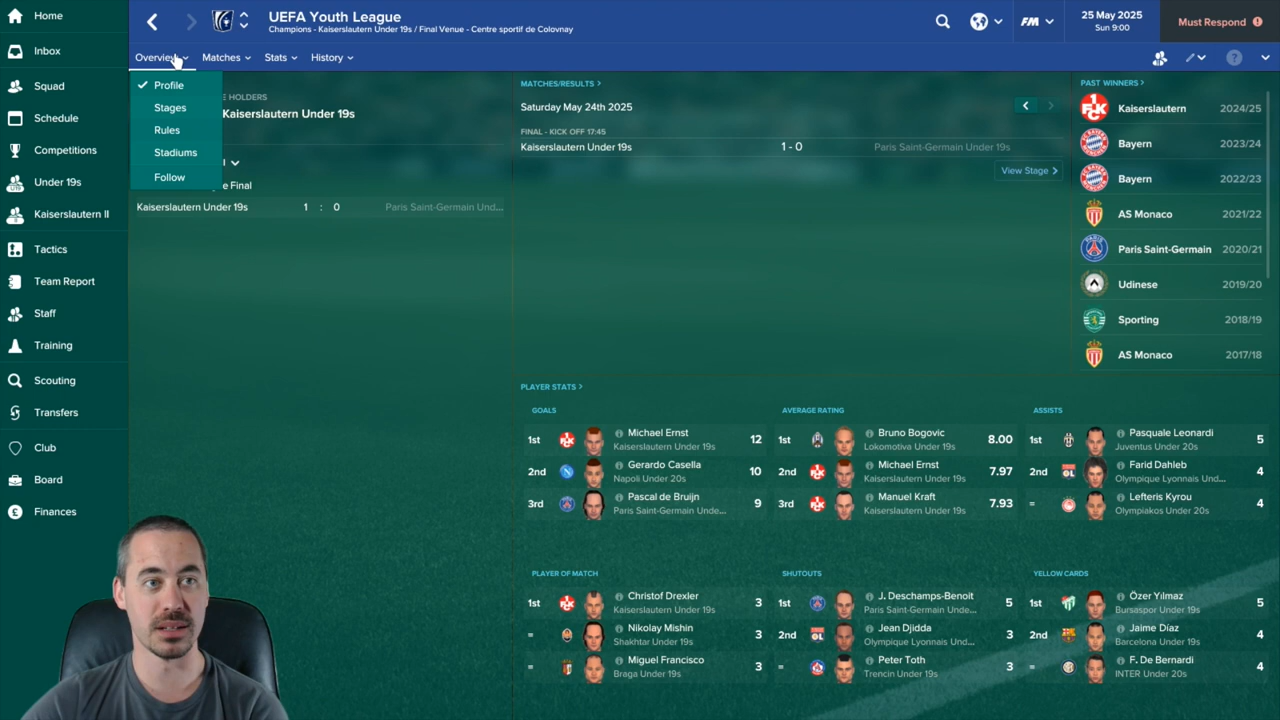 Home
Inbox
Squad
Schedule
Competitions
Under 19s
Kaiserslautern II
Tactics
Team Report
Staff
Training
Scouting
Transfers
Club
Board
Finances
UEFA Youth League
Champions - Kaiserslautern Under 19s / Final Venue - Centre sportif de Colovnay
FM
25 May 2025
Sun 9:00
Must Respond
Overview
Matches
Stats
History
Profile
Stages
Rules
Stadiums
Follow
E HOLDERS
Kaiserslautern Under 19s
e Final
Kaiserslautern Under 19s 1 : 0 Paris Saint-Germain Und...
MATCHES/RESULTS >
Saturday May 24th 2025
FINAL - KICK OFF 17:45
Kaiserslautern Under 19s 1 - 0 Paris Saint-Germain Under 19s
View Stage >
PAST WINNERS >
Kaiserslautern 2024/25
Bayern 2023/24
Bayern 2022/23
AS Monaco 2021/22
Paris Saint-Germain 2020/21
Udinese 2019/20
Sporting 2018/19
AS Monaco 2017/18
PLAYER STATS >
GOALS
1st Michael Ernst 12
Kaiserslautern Under 19s
2nd Gerardo Casella 10
Napoli Under 20s
3rd Pascal de Bruijn 9
Paris Saint-Germain Unde...
AVERAGE RATING
1st Bruno Bogovic 8.00
Lokomotiva Under 19s
2nd Michael Ernst 7.97
Kaiserslautern Under 19s
3rd Manuel Kraft 7.93
Kaiserslautern Under 19s
ASSISTS
1st Pasquale Leonardi 5
Juventus Under 20s
2nd Farid Dahleb 4
Olympique Lyonnais Und...
= Lefteris Kyrou 4
Olympiakos Under 20s
PLAYER OF MATCH
1st Christof Drexler 3
Kaiserslautern Under 19s
= Nikolay Mishin 3
Shakhtar Under 19s
= Miguel Francisco 3
Braga Under 19s
SHUTOUTS
1st J. Deschamps-Benoit 5
Paris Saint-Germain Unde...
2nd Jean Djidda 3
Olympique Lyonnais Und...
= Peter Toth 3
Trencin Under 19s
YELLOW CARDS
1st Özer Yılmaz 5
Bursaspor Under 19s
2nd Jaime Díaz 4
Barcelona Under 19s
= F. De Bernardi 4
INTER Under 20s